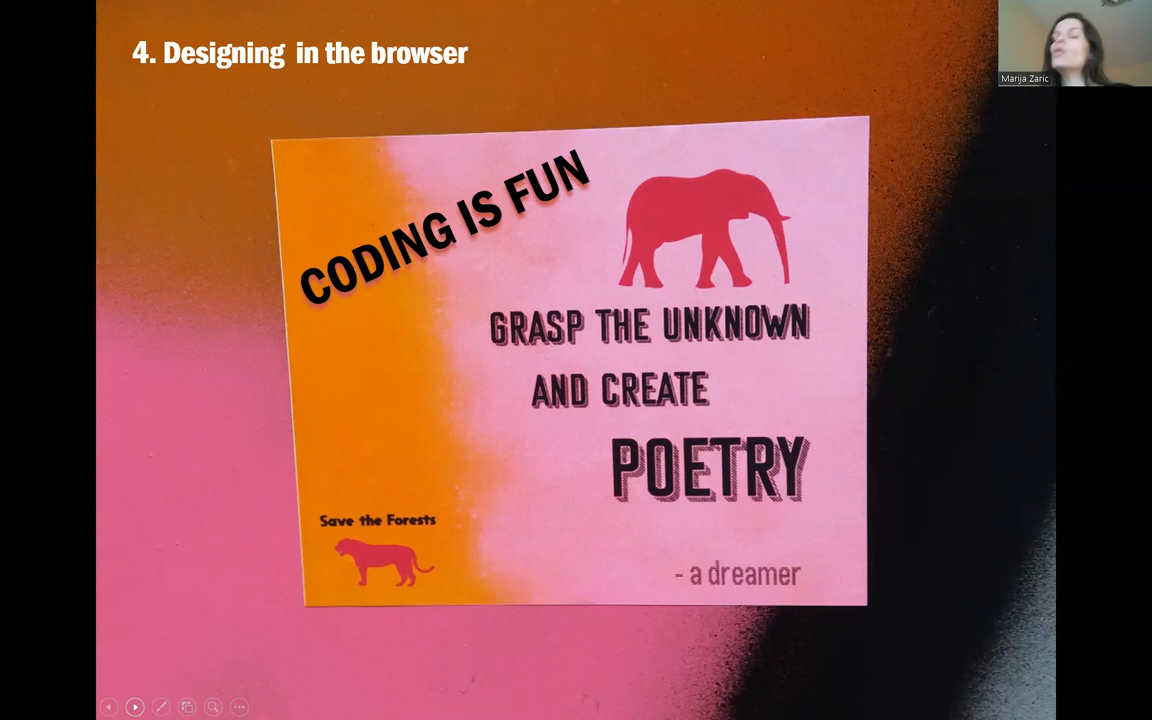 4. Designing in the browser
Marija Zaric
CODING IS FUN
GRASP THE UNKNOWN
AND CREATE
POETRY
Save the Forests
- a dreamer